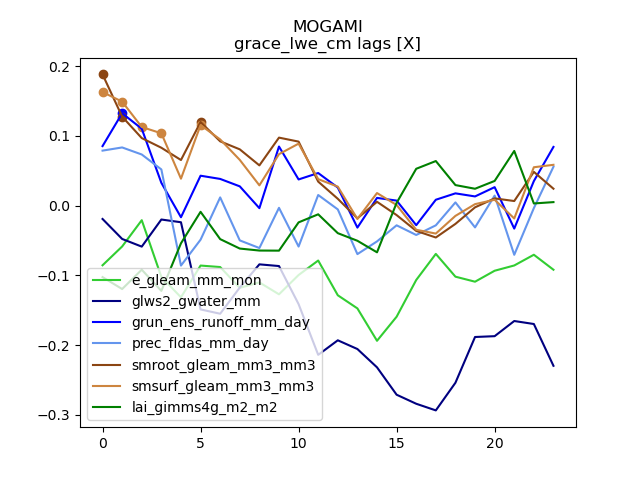 MOGAMI
grace_lwe_cm lags [X]
0.2
0.1
0.0
−0.1
−0.2
−0.3
e_gleam_mm_mon
glws2_gwater_mm
grun_ens_runoff_mm_day
prec_fldas_mm_day
smroot_gleam_mm3_mm3
smsurf_gleam_mm3_mm3
lai_gimms4g_m2_m2
0 5 10 15 20